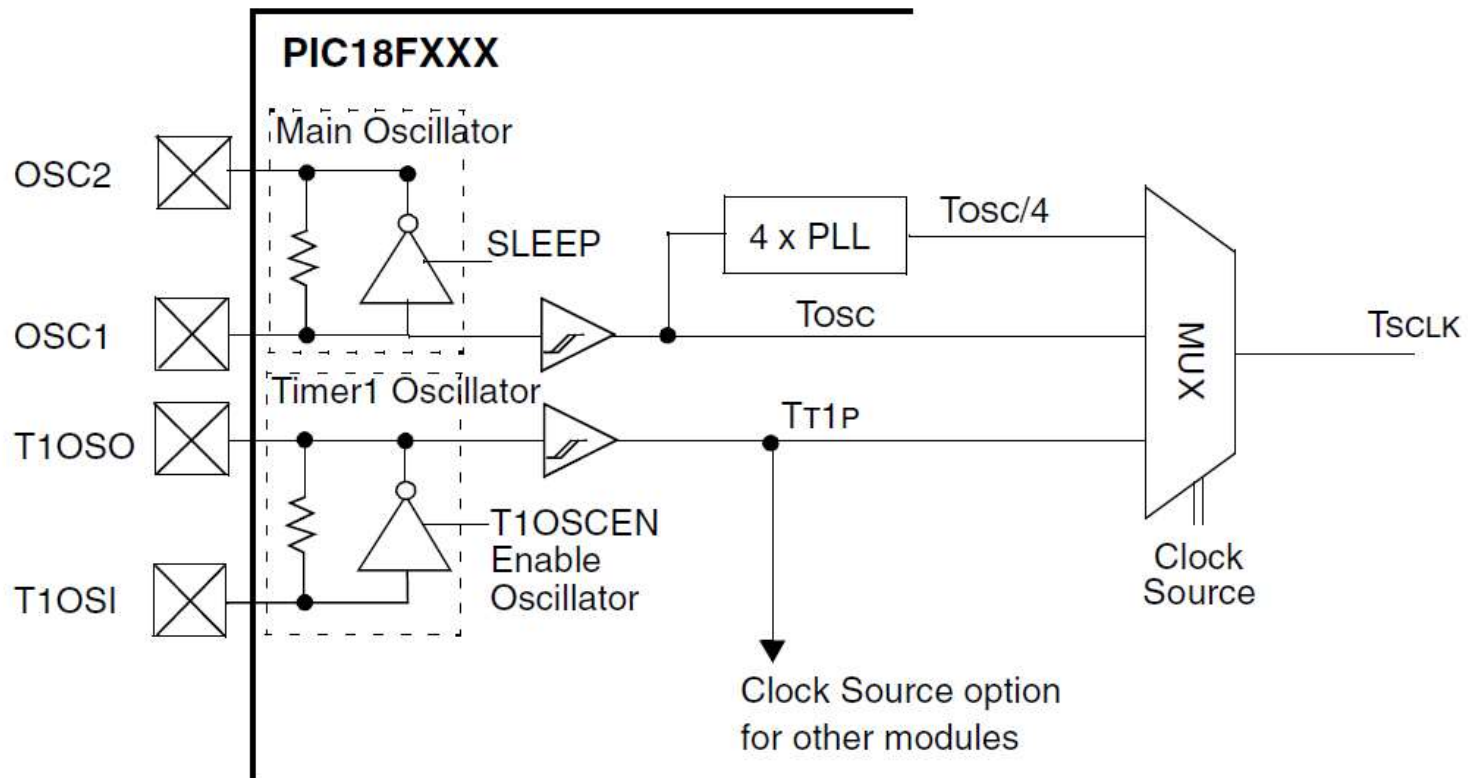 PIC18FXXX
Main Oscillator
OSC2
SLEEP
4 x PLL
TOSC/4
OSC1
TOSC
MUX
TSCLK
Timer1 Oscillator
T1OSO
TT1P
T1OSCEN
Enable
Oscillator
T1OSI
Clock
Source
Clock Source option
for other modules